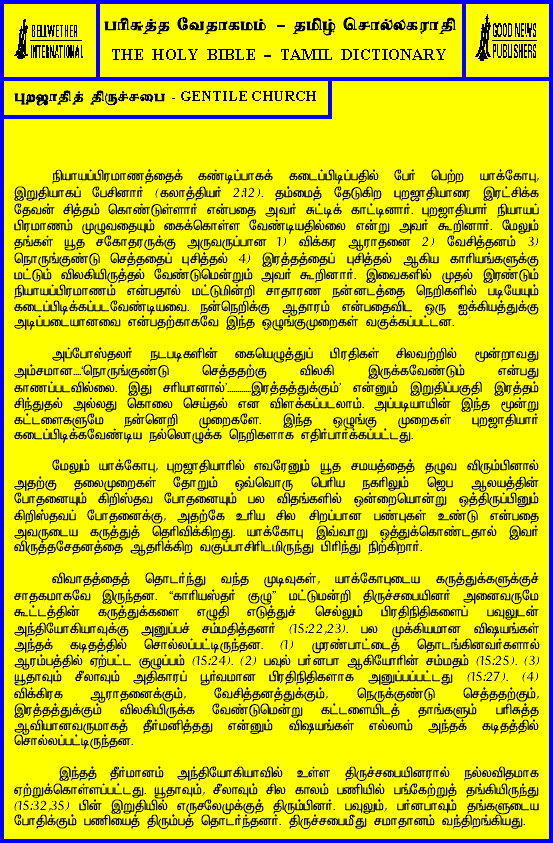 BELLWETHER
INTERNATIONAL
பரிசுத்த வேதாகமம் – தமிழ் சொல்லகராதி
THE HOLY BIBLE – TAMIL DICTIONARY
GOOD NEWS
PUBLISHERS
புறஜாதித் திருச்சபை - GENTILE CHURCH
நியாயப்பிரமாணத்தைக் கண்டிப்பாகக் கடைப்பிடிப்பதில் பேர் பெற்ற யாக்கோபு,
இறுதியாகப் பேசினார் (கலாத்தியர் 2:12). தம்மைத் தேடுகிற புறஜாதியாரை இரட்சிக்க
தேவன் சித்தம் கொண்டுள்ளார் என்பதை அவர் சுட்டிக் காட்டினார். புறஜாதியார் நியாயப்
பிரமாணம் முழுவதையும் கைக்கொள்ள வேண்டியதில்லை என்று அவர் கூறினார். மேலும்
தங்கள் யூத சகோதரருக்கு அருவருப்பான 1) விக்கர ஆராதனை 2) வேசித்தனம் 3)
நொருங்குண்டு செத்ததைப் புசித்தல் 4) இரத்தத்தைப் புசித்தல் ஆகிய காரியங்களுக்கு
மட்டும் விலகியிருத்தல் வேண்டுமென்றும் அவர் கூறினார். இவைகளில் முதல் இரண்டும்
நியாயப்பிரமாணம் என்பதால் மட்டுமின்றி சாதாரண நன்னடத்தை நெறிகளில் படியேயும்
கடைப்பிடிக்கப்படவேண்டியவை. நன்நெறிக்கு ஆதாரம் என்பதைவிட ஒரு ஐக்கியத்துக்கு
அடிப்படையானவை என்பதற்காகவே இந்த ஒழுங்குமுறைகள் வகுக்கப்பட்டன.
அப்போஸ்தலர் நடபடிகளின் கையெழுத்துப் பிரதிகள் சிலவற்றில் மூன்றாவது
அம்சமான....'நொருங்குண்டு செத்ததற்கு விலகி இருக்கவேண்டும் என்பது
காணப்படவில்லை. இது சரியானால்'............இரத்தத்துக்கும்' என்னும் இறுதிப்பகுதி இரத்தம்
சிந்துதல் அல்லது கொலை செய்தல் என விளக்கப்படலாம். அப்படியாயின் இந்த மூன்று
கட்டளைகளுமே நன்னெறி முறைகளே. இந்த ஒழுங்கு முறைகள் புறஜாதியார்
கடைப்பிடிக்கவேண்டிய நல்லொழுக்க நெறிகளாக எதிர்பார்க்கப்பட்டது.
மேலும் யாக்கோபு, புறஜாதியாரில் எவரேனும் யூத சமயத்தைத் தழுவ விரும்பினால்
அதற்கு தலைமுறைகள் தோறும் ஒவ்வொரு பெரிய நகரிலும் ஜெப ஆலயத்தின்
போதனையும் கிறிஸ்தவ போதனையும் பல விதங்களில் ஒன்றையொன்று ஒத்திருப்பினும்
கிறிஸ்தவப் போதனைக்கு, அதற்கே உரிய சில சிறப்பான பண்புகள் உண்டு என்பதை
அவருடைய கருத்துத் தெரிவிக்கிறது. யாக்கோபு இவ்வாறு ஒத்துக்கொண்டதால் இவர்
விருத்தசேதனத்தை ஆதரிக்கிற வகுப்பாசிரிடமிருந்து பிரிந்து நிற்கிறார்.
விவாதத்தைத் தொடர்ந்து வந்த முடிவுகள், யாக்கோபுடைய கருத்துக்களுக்குச்
சாதகமாகவே இருந்தன. “காரியஸ்தர் குழு” மட்டுமன்றி திருச்சபையினர் அனைவருமே
கூட்டத்தின் கருத்துக்களை எழுதி எடுத்துச் செல்லும் பிரதிநிதிகளைப் பவுலுடன்
அந்தியோகியாவுக்கு அனுப்பச் சம்மதித்தனர் (15:22,23). பல முக்கியமான விஷயங்கள்
அந்தக் கடிதத்தில் சொல்லப்பட்டிருந்தன. (1) முரண்பாட்டைத் தொடங்கினவர்களால்
ஆரம்பத்தில் ஏற்பட்ட குழப்பம் (15:24). (2) பவுல் பர்னபா ஆகியோரின் சம்மதம் (15:25). (3)
யூதாவும் சீலாவும் அதிகாரப் பூர்வமான பிரதிநிதிகளாக அனுப்பப்பட்டது (15:27). (4)
விக்கிரக ஆராதனைக்கும், வேசித்தனத்துக்கும், நெருக்குண்டு செத்ததற்கும்,
இரத்தத்துக்கும் விலகியிருக்க வேண்டுமென்று கட்டளையிடத் தாங்களும் பரிசுத்த
ஆவியானவருமாகத் தீர்மனித்தது என்னும் விஷயங்கள் எல்லாம் அந்தக் கடிதத்தில்
சொல்லப்பட்டிருந்தன.
இந்தத் தீர்மானம் அந்தியோகியாவில் உள்ள திருச்சபையினரால் நல்லவிதமாக
ஏற்றுக்கொள்ளப்பட்டது. யூதாவும், சீலாவும் சில காலம் பணியில் பங்கேற்றுத் தங்கியிருந்து
(15:32,35) பின் இறுதியில் எருசலேமுக்குத் திரும்பினர். பவுலும், பர்னபாவும் தங்களுடைய
போதிக்கும் பணியைத் திரும்பத் தொடர்ந்தனர். திருச்சபைமீது சமாதானம் வந்திறங்கியது.